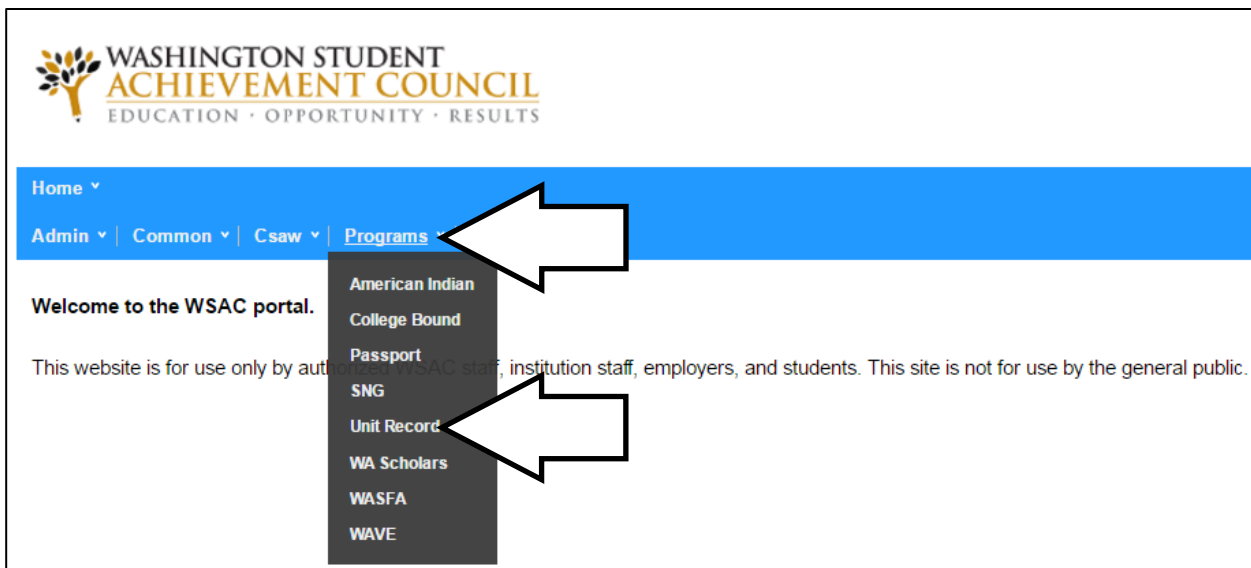 WASHINGTON STUDENT
ACHIEVEMENT COUNCIL
EDUCATION · OPPORTUNITY · RESULTS
Home
Admin | Common | Csaw | Programs
American Indian
College Bound
Welcome to the WSAC portal.
Passport
This website is for use only by authorized WSAC staff, institution staff, employers, and students. This site is not for use by the general public.
SNG
Unit Record
WA Scholars
WASFA
WAVE